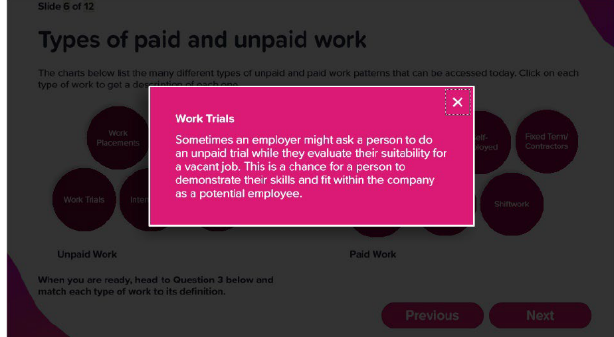 Slide 6 of 12
Types of paid and unpaid work
The charts below list the many different types of unpaid and paid work patterns that can be accessed today. Click on each
type of work to get a description of each one.
×
Work Trials
Sometimes an employer might ask a person to do
an unpaid trial while they evaluate their suitability for
a vacant job. This is a chance for a person to
demonstrate their skills and fit within the company
as a potential employee.
Work
Placements
Fixed Term/
Contractors
Work Trials
Shiftwork
Unpaid Work
Paid Work
When you are ready, head to Question 3 below and
match each type of work to its definition.
Previous
Next